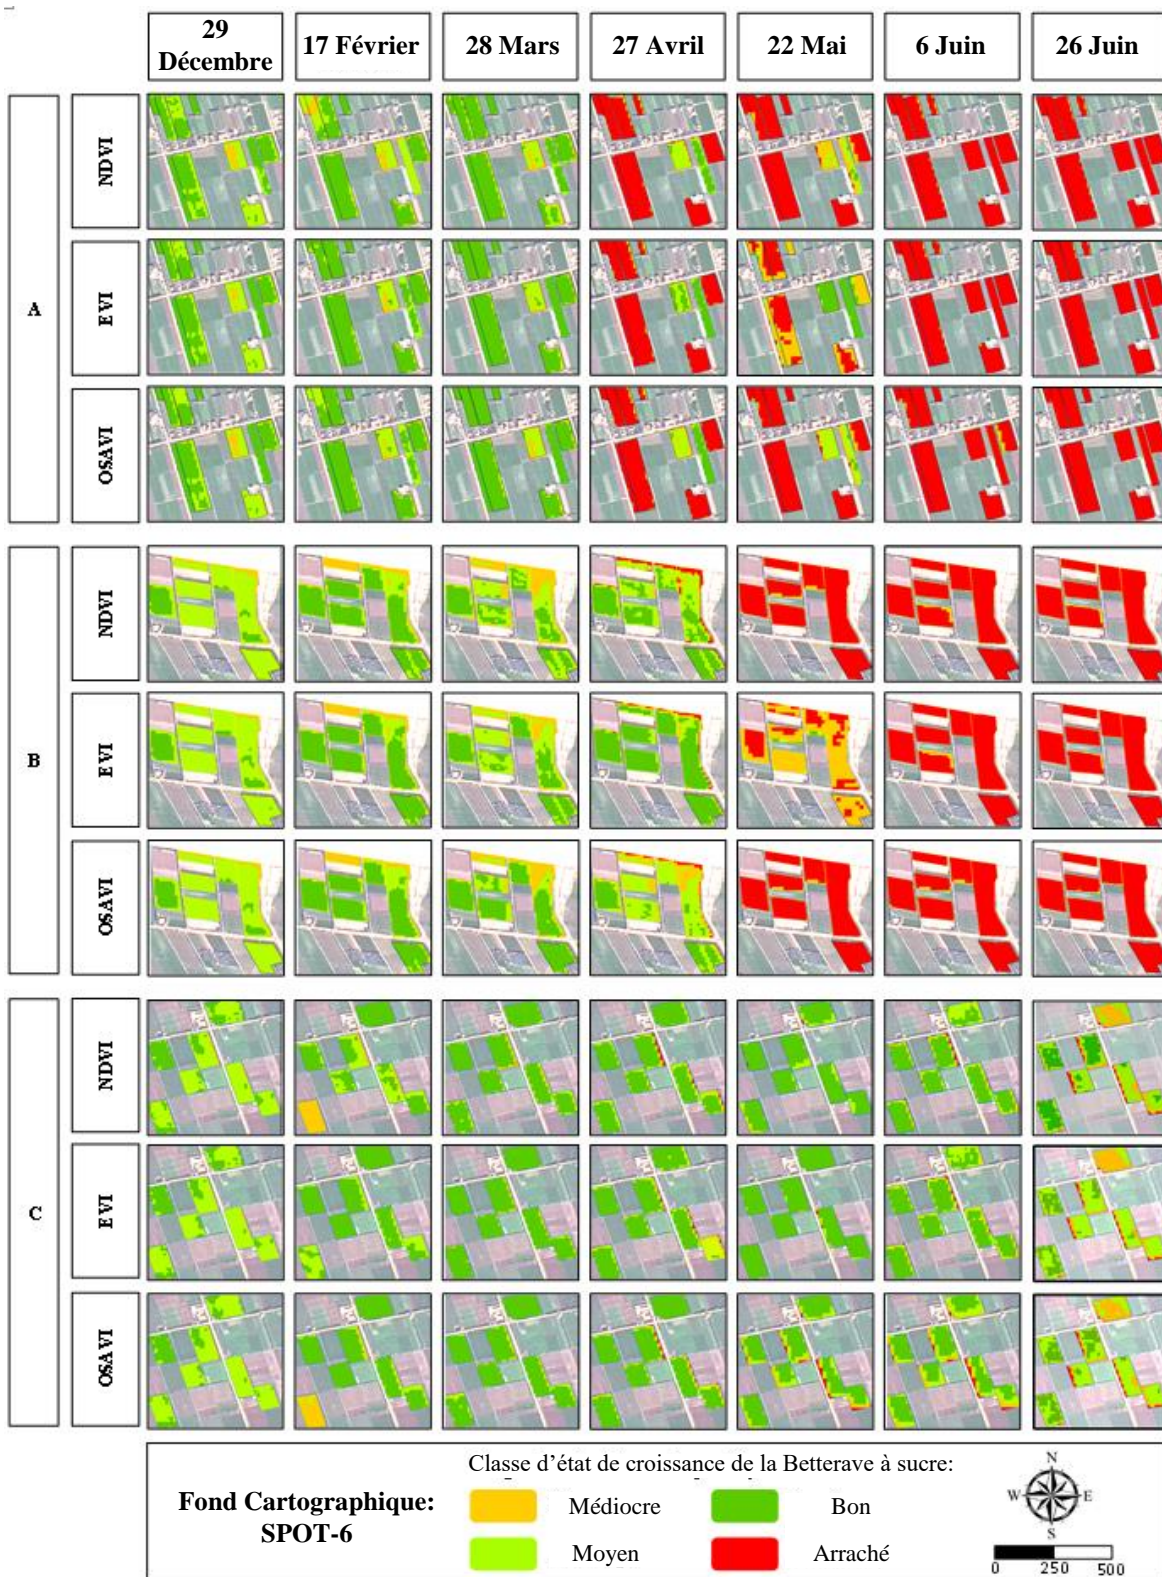 29 Décembre
17 Février
28 Mars
27 Avril
22 Mai
6 Juin
26 Juin
A
NDVI
EVI
OSAVI
B
NDVI
EVI
OSAVI
C
NDVI
EVI
OSAVI
Fond Cartographique:
SPOT-6
Classe d'état de croissance de la Betterave à sucre:
Médiocre
Bon
Moyen
Arraché
N
W
E
S
0 250 500